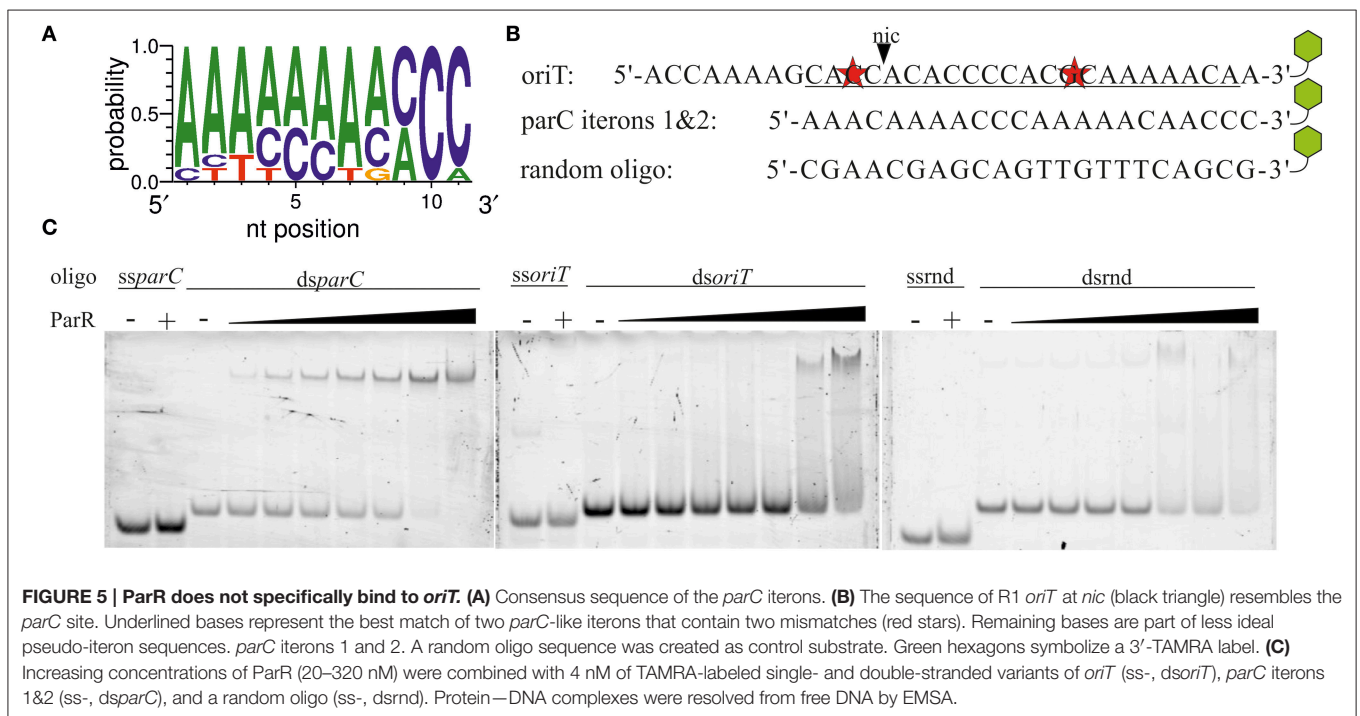 A
probability
1.0
0.5
0.0
AAAAAAAACCC
CTCCCCA
CTTTTGA
5′ 5 10 3′
nt position
B
nic
oriT: 5'-ACCAAAAGCACCACACCCCACGCAAAAACAA-3'
parC iterons 1&2: 5'-AAACAAAACCCAAAAACAACCC-3'
random oligo: 5'-CGAACGAGCAGTTGTTTCAGCG-3'
C
oligo ssparC dsparC ssoriT dsoriT ssrnd dsrnd
ParR - + - - + - - + -
FIGURE 5 | ParR does not specifically bind to oriT. (A) Consensus sequence of the parC iterons. (B) The sequence of R1 oriT at nic (black triangle) resembles the
parC site. Underlined bases represent the best match of two parC-like iterons that contain two mismatches (red stars). Remaining bases are part of less ideal
pseudo-iteron sequences. parC iterons 1 and 2. A random oligo sequence was created as control substrate. Green hexagons symbolize a 3′-TAMRA label. (C)
Increasing concentrations of ParR (20–320 nM) were combined with 4 nM of TAMRA-labeled single- and double-stranded variants of oriT (ss-, dsoriT), parC iterons
1&2 (ss-, dsparC), and a random oligo (ss-, dsrnd). Protein—DNA complexes were resolved from free DNA by EMSA.